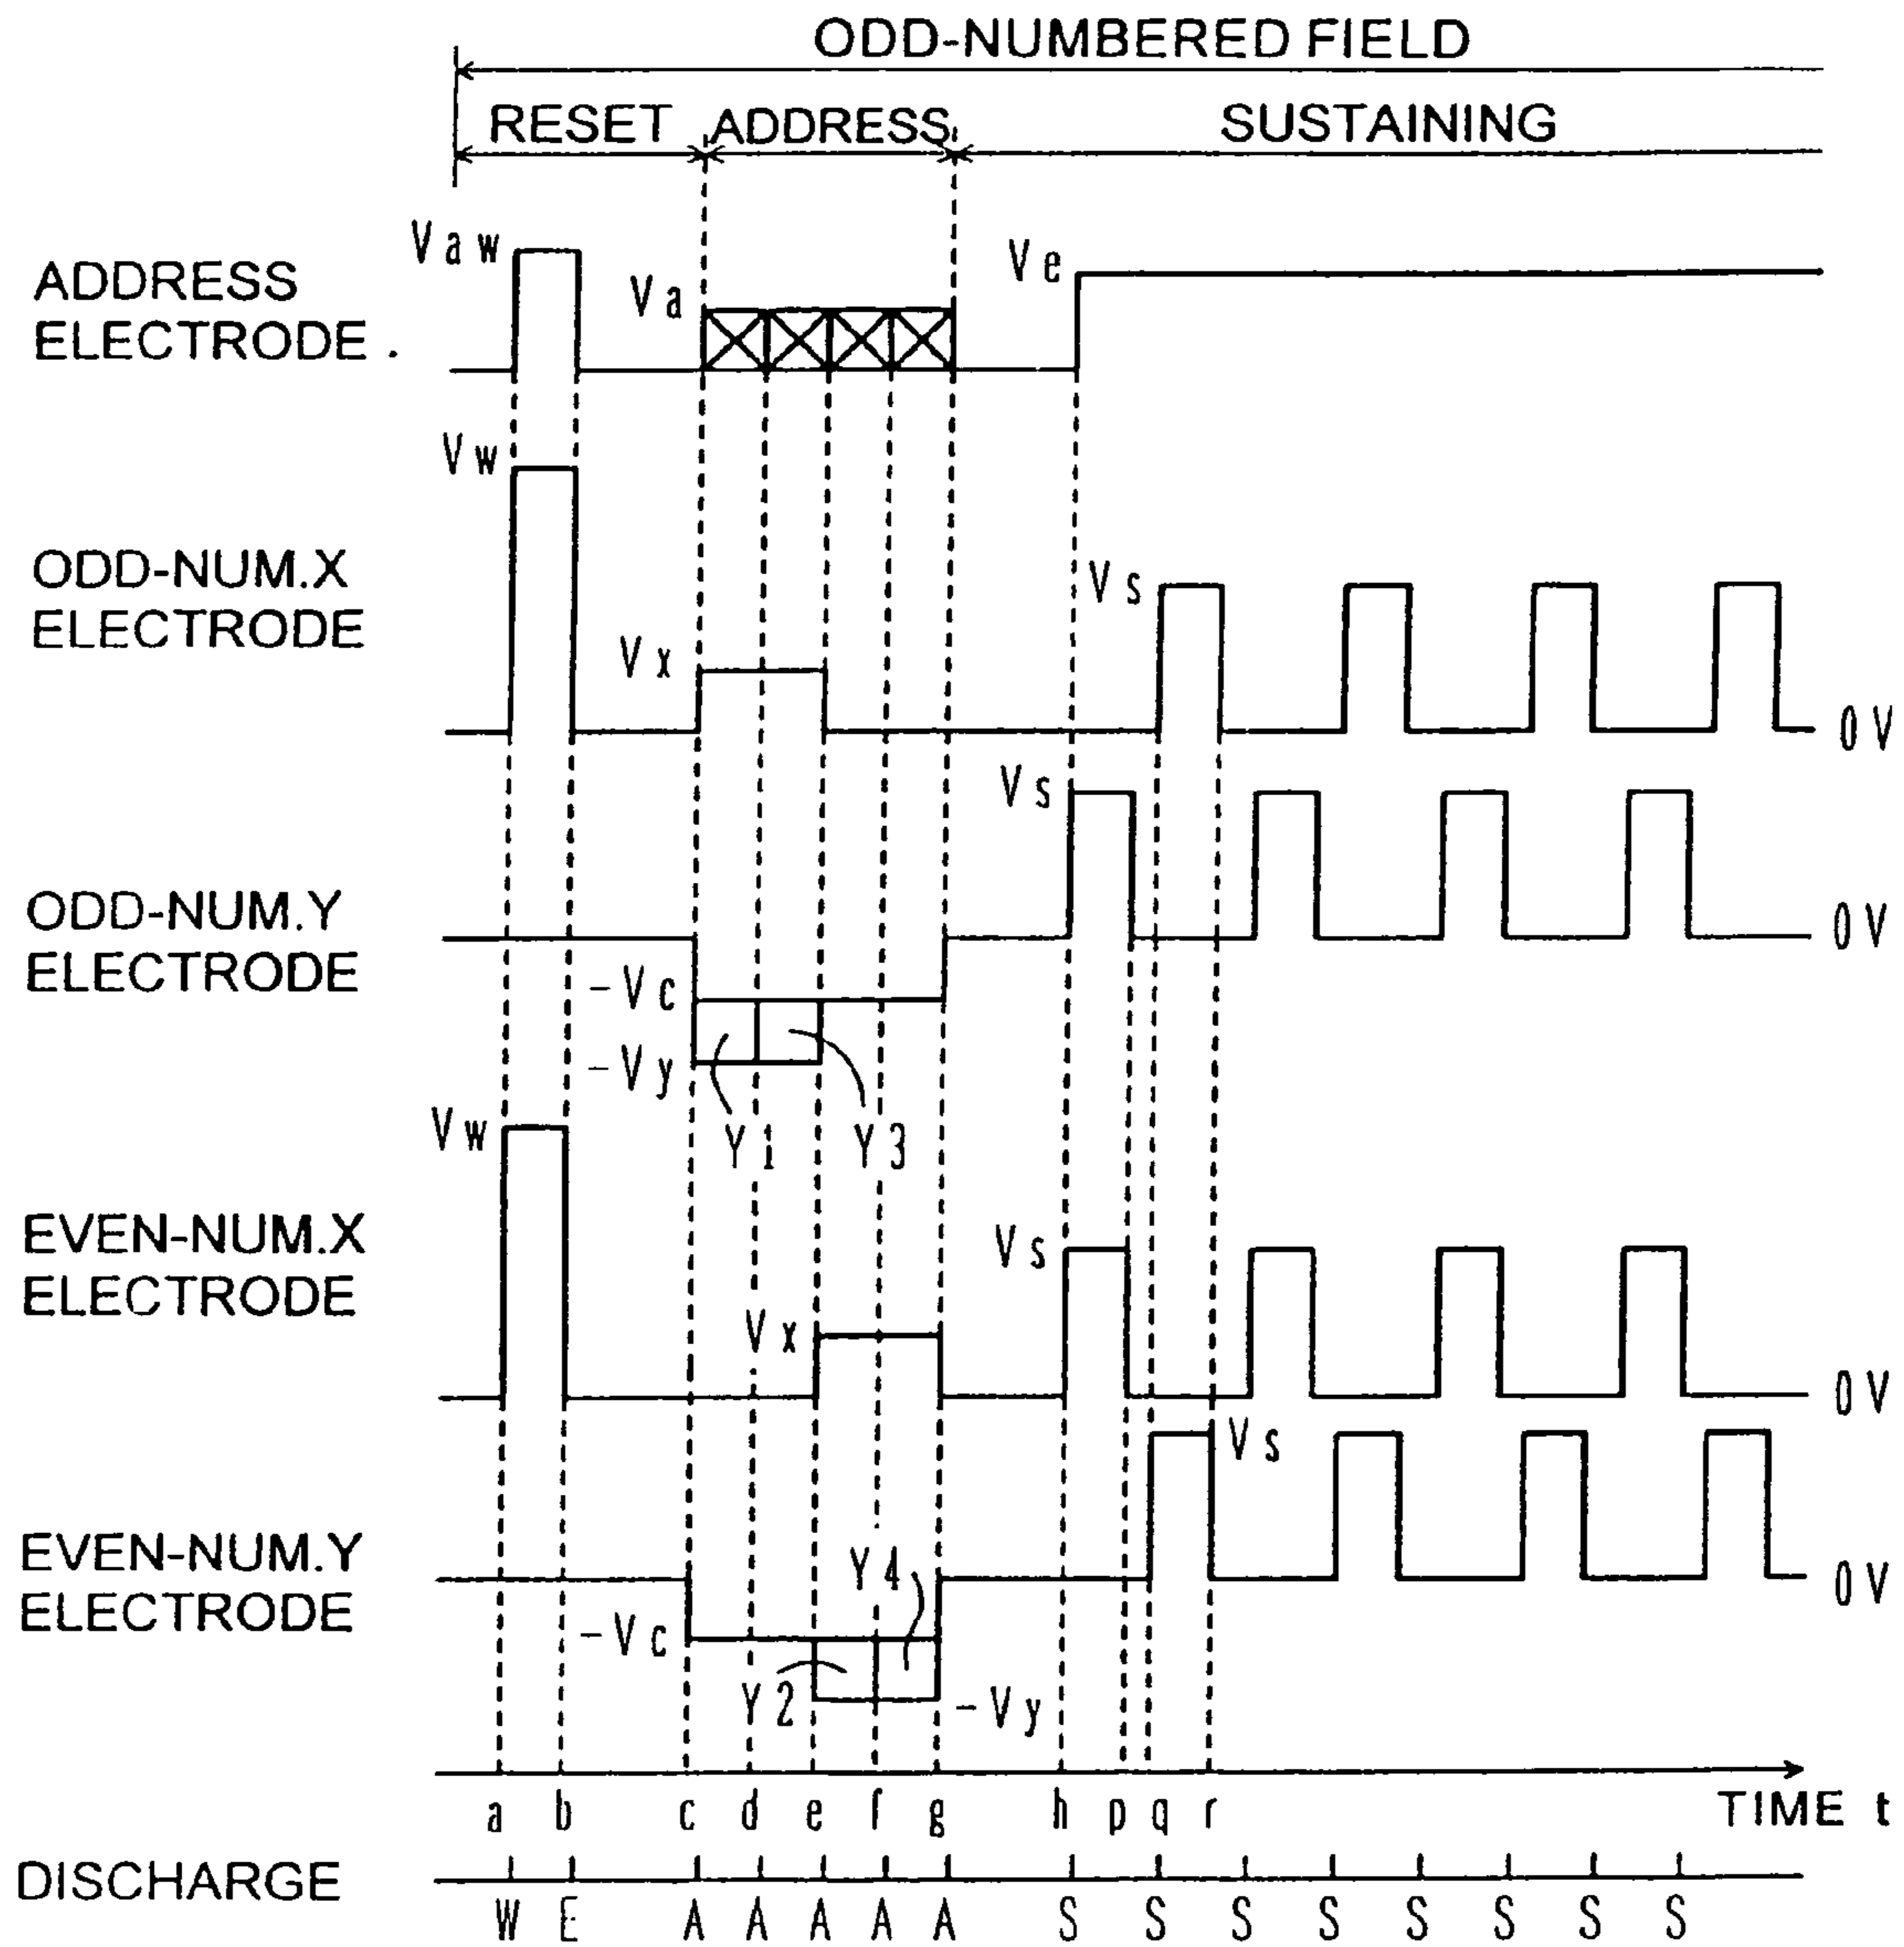 ODD-NUMBERED FIELD
RESET ADDRESS SUSTAINING
Vaw
Va
Ve
ADDRESS
ELECTRODE
Vw
ODD-NUM.X
ELECTRODE
Vx
Vs
0V
Vs
ODD-NUM.Y
ELECTRODE
0V
-Vc
-Vy
Y1 Y3
Vw
EVEN-NUM.X
ELECTRODE
Vs
Vx
0V
Vs
EVEN-NUM.Y
ELECTRODE
Y4
0V
-Vc
Y2
-Vy
a b c d e f g h p q r
TIME t
DISCHARGE
W E A A A A A S S S S S S S S